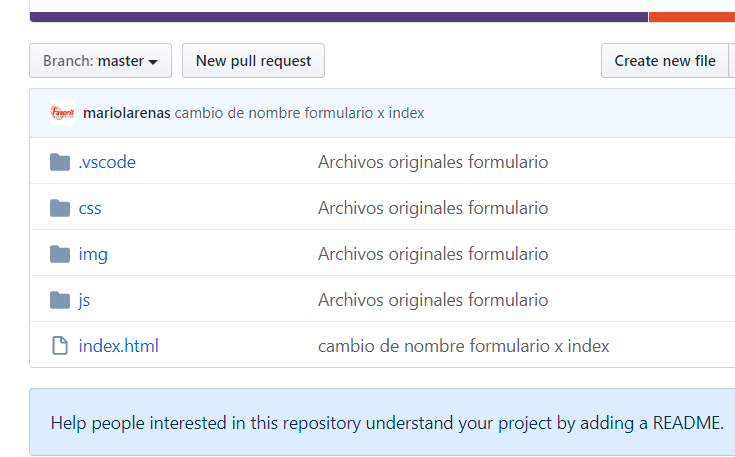 Branch: master New pull request Create new file
Favorit mariolarenas cambio de nombre formulario x index
.vscode Archivos originales formulario
css Archivos originales formulario
img Archivos originales formulario
js Archivos originales formulario
index.html cambio de nombre formulario x index
Help people interested in this repository understand your project by adding a README.